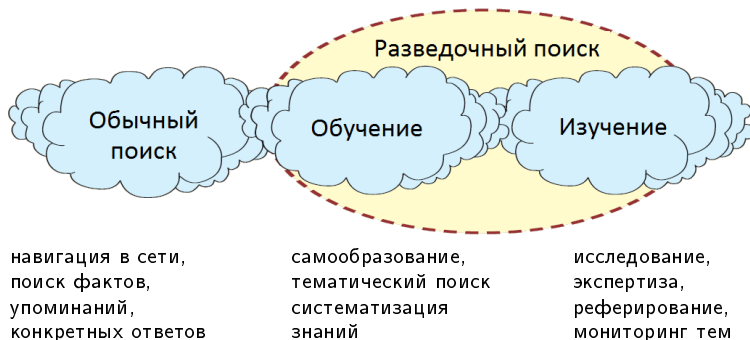 Разведочный поиск
Обычный
поиск
Обучение
Изучение
навигация в сети,
поиск фактов,
упоминаний,
конкретных ответов
самообразование,
тематический поиск
систематизация
знаний
исследование,
экспертиза,
реферирование,
мониторинг тем